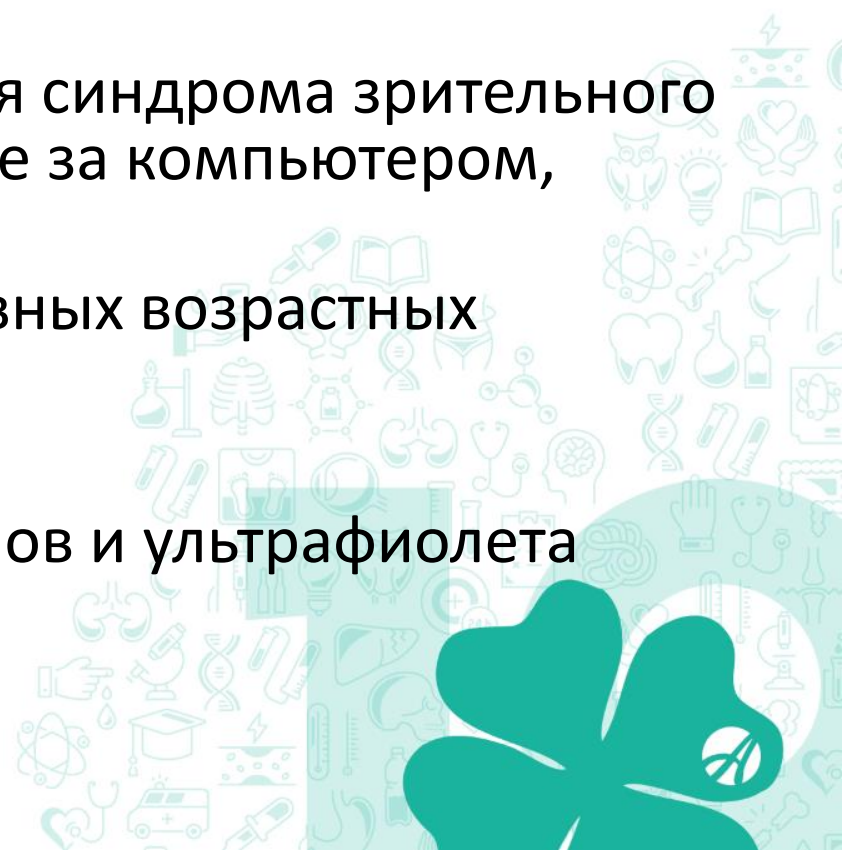 я синдрома зрительного
е за компьютером,
зных возрастных
ов и ультрафиолета